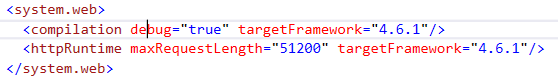 <system.web>
<compilation debug="true" targetFramework="4.6.1"/>
<httpRuntime maxRequestLength="51200" targetFramework="4.6.1"/>
</system.web>